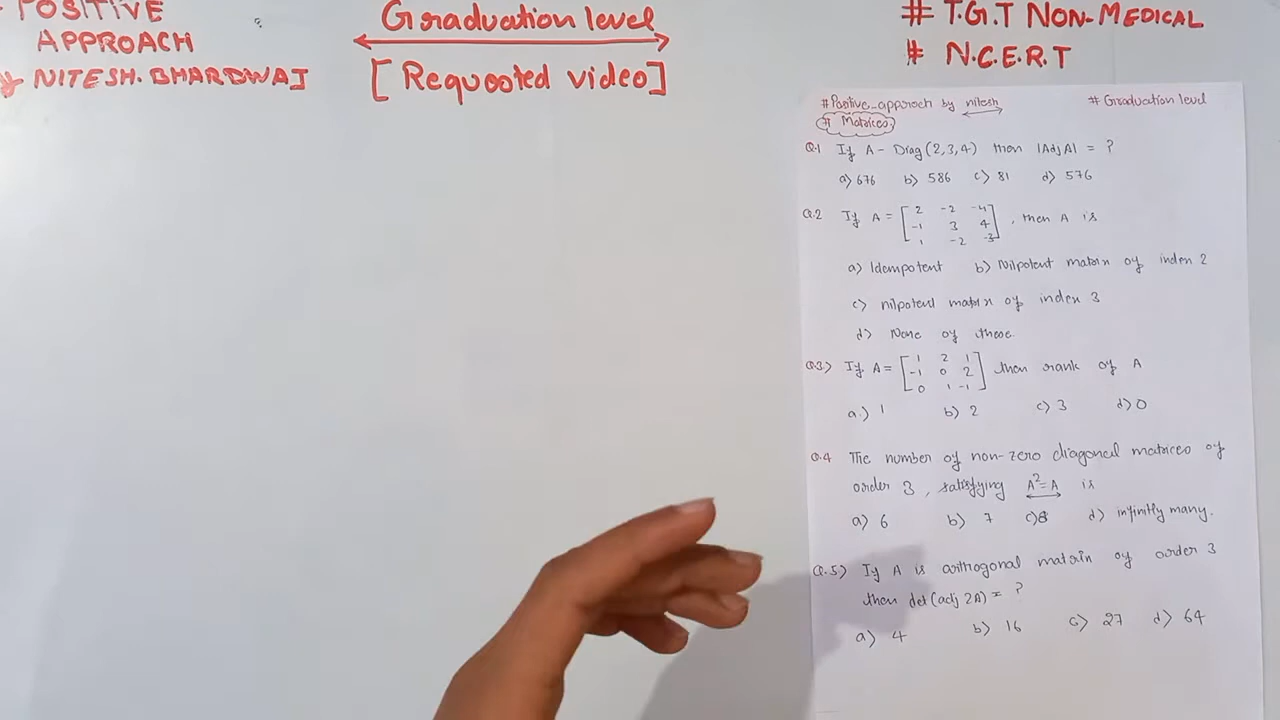 POSITIVE
APPROACH
NITESH. BHARDWAJ
Graduation level
[Requested video]
# T.G.T NON-MEDICAL
# N.C.E.R.T
#Positive_approch by nitesh
# Graduation level
# Matrices.
Q.1 If A - Diag (2,3,4) then |AdjA| = ?
a) 676 b) 586 c) 81 d) 576
Q.2 If A = [2 -2 -4
-1 3 4
1 -2 -3], then A is
a) Idempotent b) Nilpotent matrix of index 2
c) nilpotent matrix of index 3
d) None of these.
Q.3) If A = [1 2 1
-1 0 2
0 1 -1] then rank of A
a.) 1 b) 2 c) 3 d) 0
Q.4 The number of non-zero diagonal matrices of
order 3, satisfying A²=A is
a) 6 b) 7 c) 8 d) infinitly many.
Q.5) If A is orthogonal matrix of order 3
then det(adj 2A) = ?
a) 4 b) 16 c) 27 d) 64